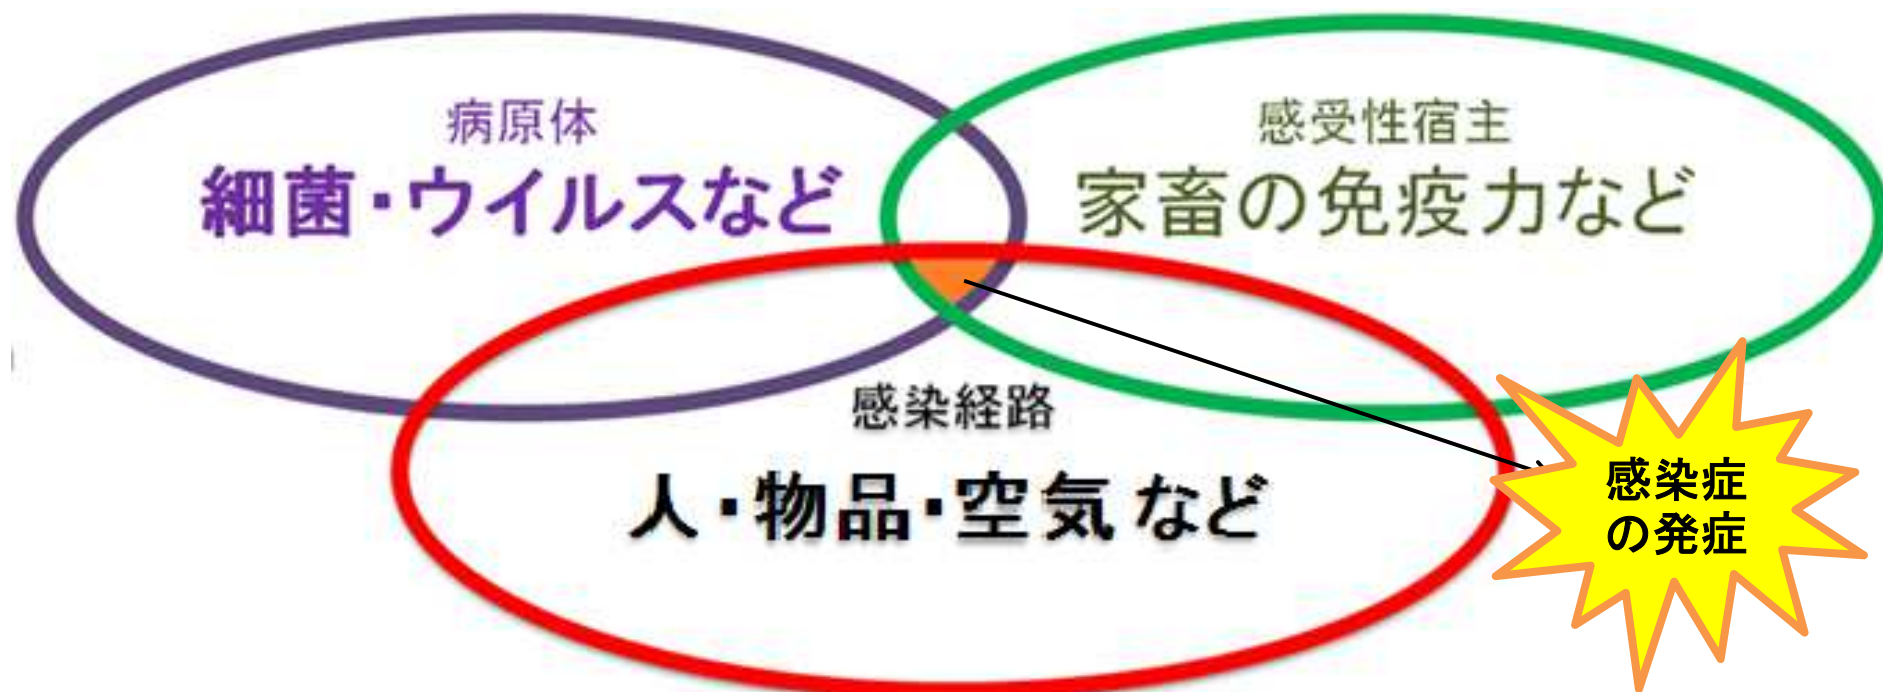 病原体
細菌・ウイルスなど
感受性宿主
家畜の免疫力など
感染経路
人・物品・空気など
感染症
の発症